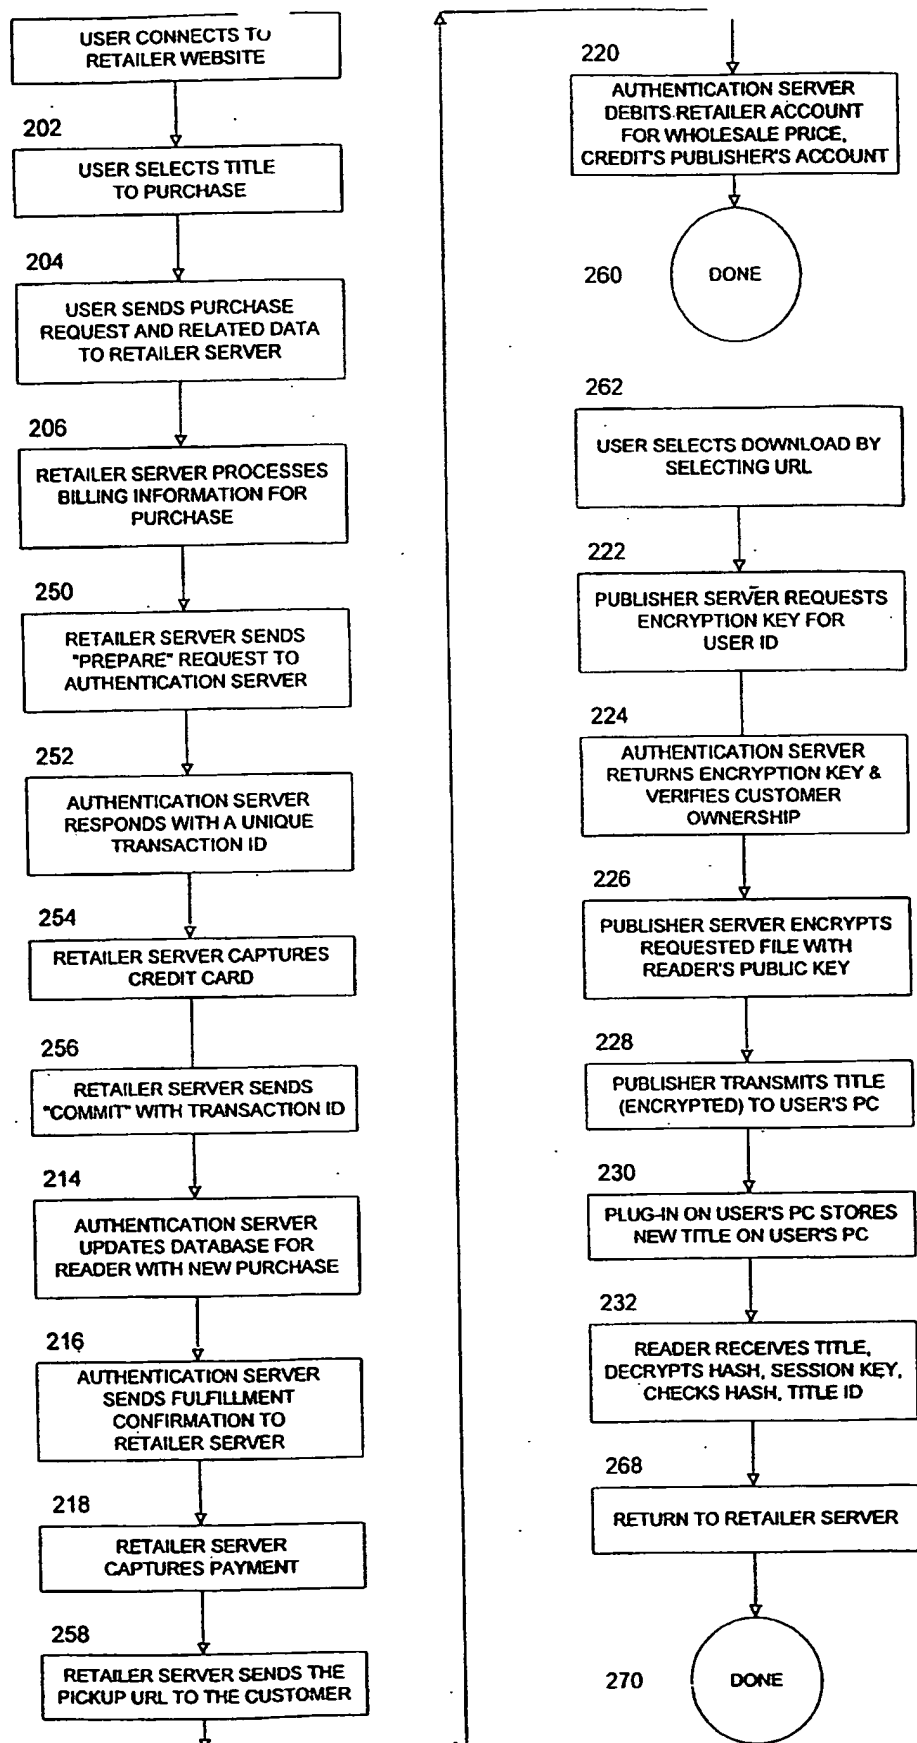 USER CONNECTS TO
RETAILER WEBSITE
202
USER SELECTS TITLE
TO PURCHASE
204
USER SENDS PURCHASE
REQUEST AND RELATED DATA
TO RETAILER SERVER
206
RETAILER SERVER PROCESSES
BILLING INFORMATION FOR
PURCHASE
250
RETAILER SERVER SENDS
"PREPARE" REQUEST TO
AUTHENTICATION SERVER
252
AUTHENTICATION SERVER
RESPONDS WITH A UNIQUE
TRANSACTION ID
254
RETAILER SERVER CAPTURES
CREDIT CARD
256
RETAILER SERVER SENDS
"COMMIT" WITH TRANSACTION ID
214
AUTHENTICATION SERVER
UPDATES DATABASE FOR
READER WITH NEW PURCHASE
216
AUTHENTICATION SERVER
SENDS FULFILLMENT
CONFIRMATION TO
RETAILER SERVER
218
RETAILER SERVER
CAPTURES PAYMENT
258
RETAILER SERVER SENDS THE
PICKUP URL TO THE CUSTOMER
220
AUTHENTICATION SERVER
DEBITS RETAILER ACCOUNT
FOR WHOLESALE PRICE,
CREDIT'S PUBLISHER'S ACCOUNT
260
DONE
262
USER SELECTS DOWNLOAD BY
SELECTING URL
222
PUBLISHER SERVER REQUESTS
ENCRYPTION KEY FOR
USER ID
224
AUTHENTICATION SERVER
RETURNS ENCRYPTION KEY &
VERIFIES CUSTOMER
OWNERSHIP
226
PUBLISHER SERVER ENCRYPTS
REQUESTED FILE WITH
READER'S PUBLIC KEY
228
PUBLISHER TRANSMITS TITLE
(ENCRYPTED) TO USER'S PC
230
PLUG-IN ON USER'S PC STORES
NEW TITLE ON USER'S PC
232
READER RECEIVES TITLE,
DECRYPTS HASH, SESSION KEY,
CHECKS HASH, TITLE ID
268
RETURN TO RETAILER SERVER
270
DONE